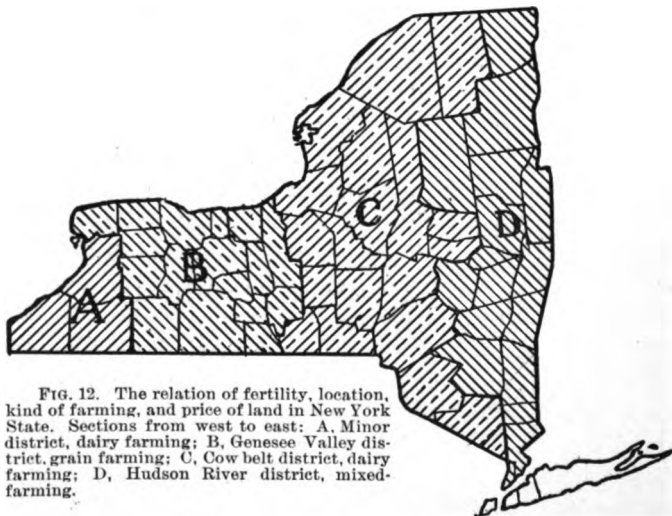 C
D
B
A
FIG. 12. The relation of fertility, location,
kind of farming, and price of land in New York
State. Sections from west to east: A, Minor
district, dairy farming; B, Genesee Valley dis-
trict, grain farming; C, Cow belt district, dairy
farming; D, Hudson River district, mixed-
farming.